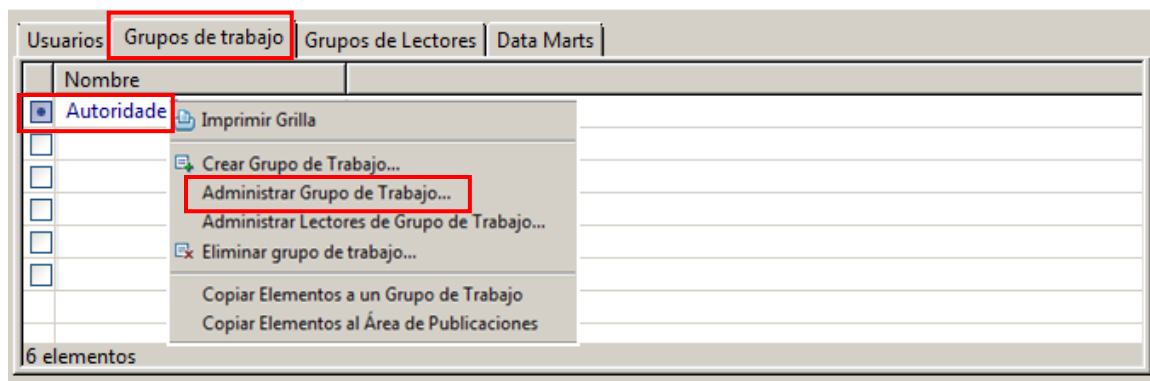 Usuarios Grupos de trabajo Grupos de Lectores Data Marts
Nombre
Autoridade
Imprimir Grilla
Crear Grupo de Trabajo...
Administrar Grupo de Trabajo...
Administrar Lectores de Grupo de Trabajo...
Eliminar grupo de trabajo...
Copiar Elementos a un Grupo de Trabajo
Copiar Elementos al Área de Publicaciones
6 elementos